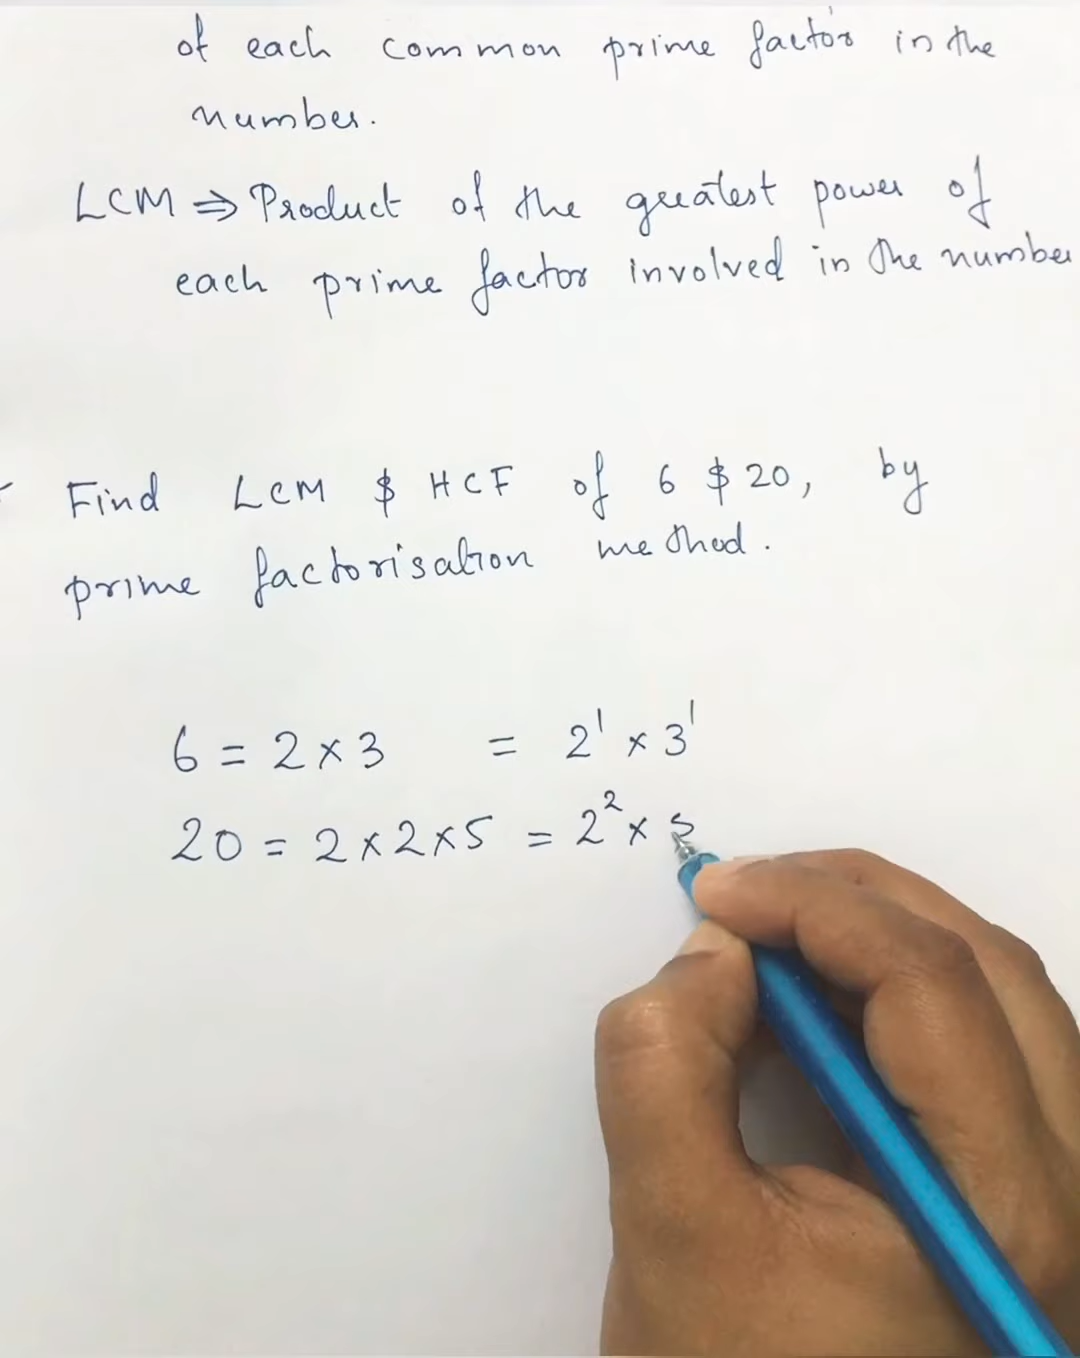 of each common prime factor in the
number.
LCM ⇒ Product of the greatest power of
each prime factor involved in the number
Find LCM $ HCF of 6 $ 20, by
prime factorisation method.
6 = 2 × 3 = 2¹ × 3¹
20 = 2 × 2 × 5 = 2² × 5